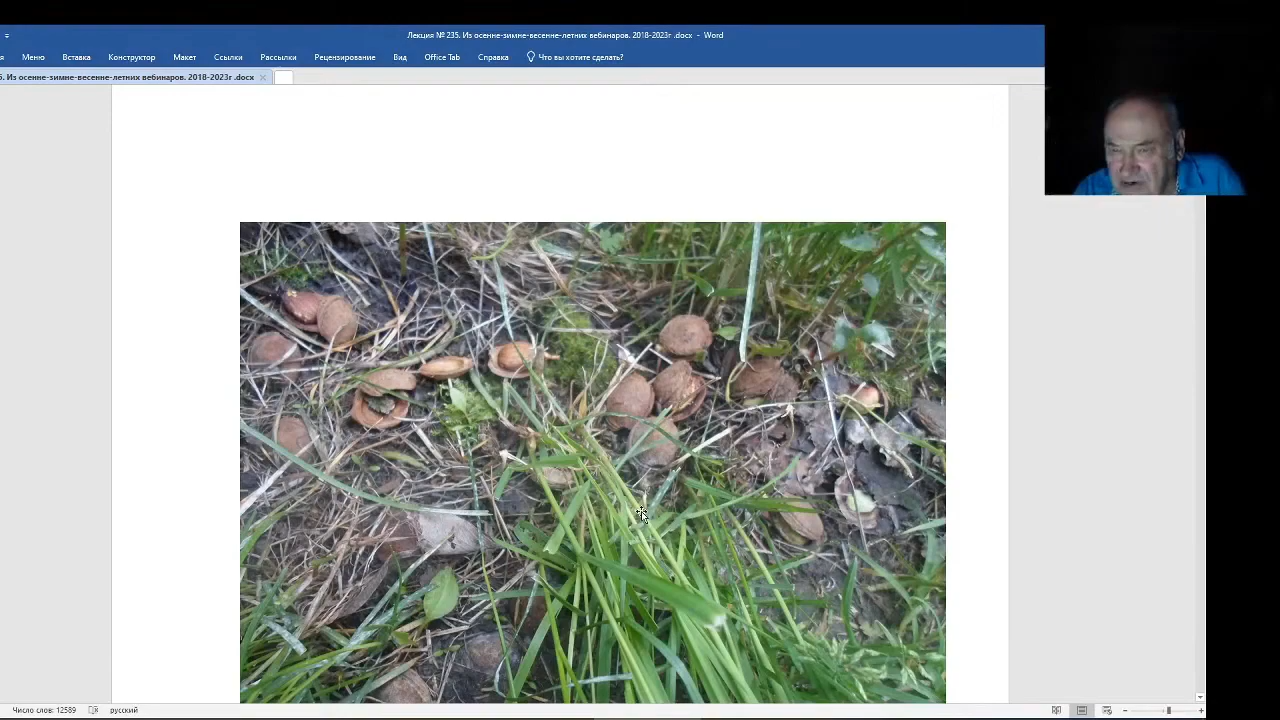 Лекция № 235. Из осенне-зимне-весенне-летних вебинаров. 2018-2023г .docx - Word
Меню Вставка Конструктор Макет Ссылки Рассылки Рецензирование Вид Office Tab Справка Что вы хотите сделать?
5. Из осенне-зимне-весенне-летних вебинаров. 2018-2023г .docx
Число слов: 12589 русский